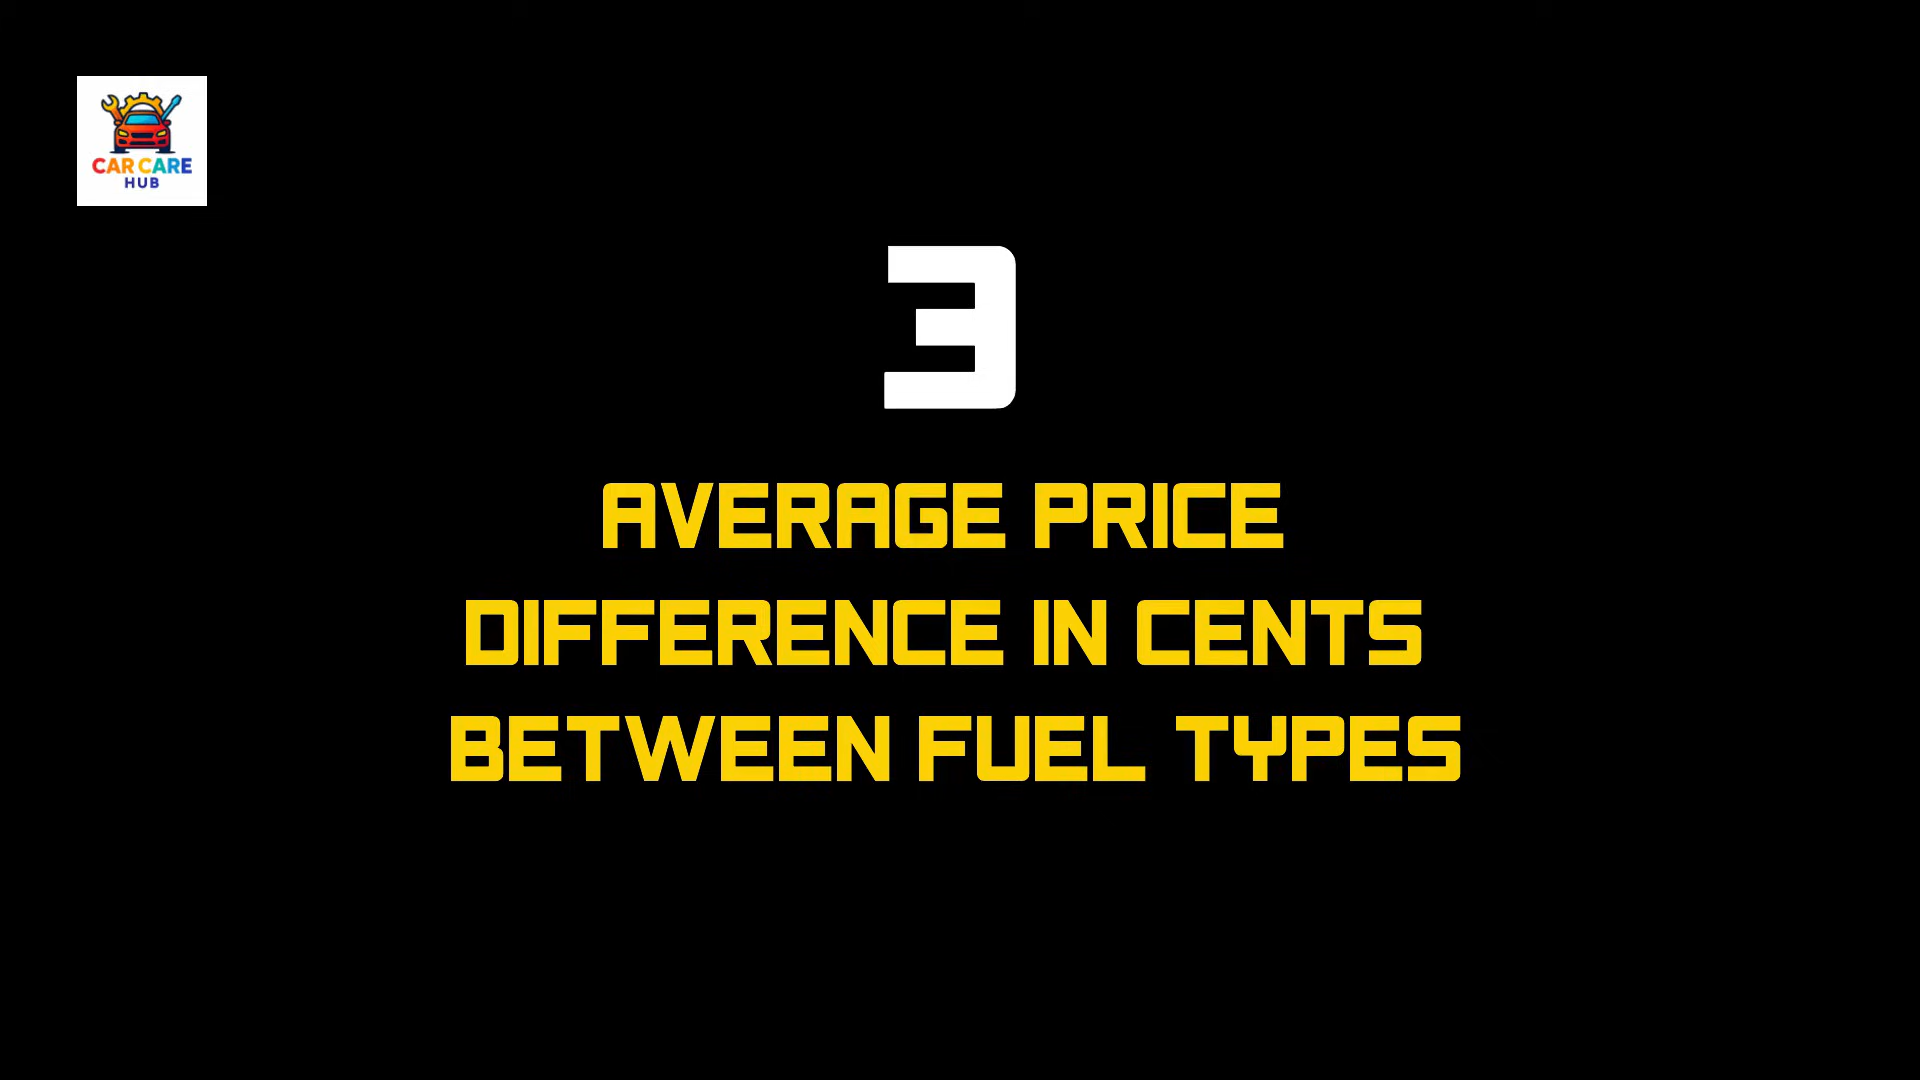 CAR CARE
HUB
3
AVERAGE PRICE
DIFFERENCE IN CENTS
BETWEEN FUEL TYPES